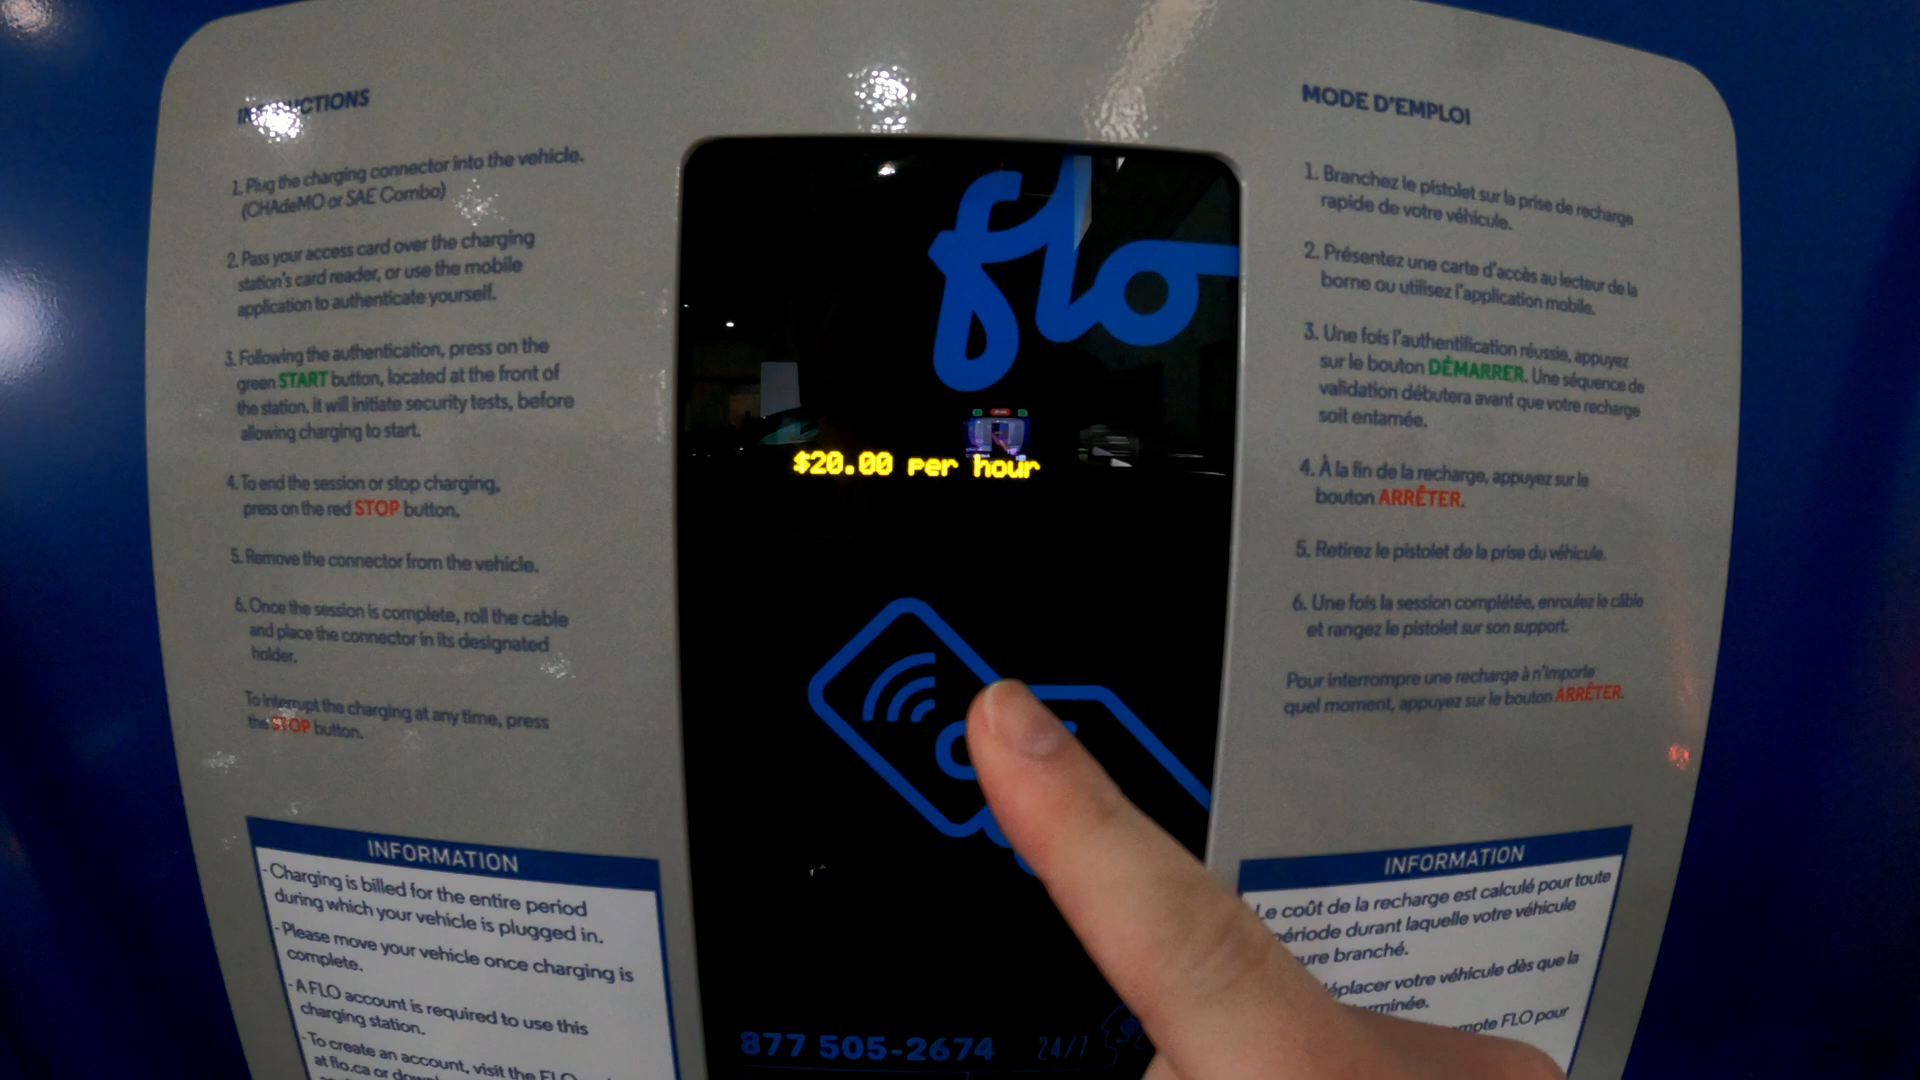 INSTRUCTIONS
1. Plug the charging connector into the vehicle.
(CHAdeMO or SAE Combo)
2. Pass your access card over the charging
station's card reader, or use the mobile
application to authenticate yourself.
3. Following the authentication, press on the
green START button, located at the front of
the station. It will initiate security tests, before
allowing charging to start.
4. To end the session or stop charging,
press on the red STOP button.
5. Remove the connector from the vehicle.
6. Once the session is complete, roll the cable
and place the connector in its designated
holder.
To interrupt the charging at any time, press
the STOP button.
INFORMATION
- Charging is billed for the entire period
during which your vehicle is plugged in.
- Please move your vehicle once charging is
complete.
- A FLO account is required to use this
charging station.
- To create an account, visit the FLO
at flo.ca or
flo
$20.00 per hour
877 505-2674 24/7
MODE D'EMPLOI
1. Branchez le pistolet sur la prise de recharge
rapide de votre véhicule.
2. Présentez une carte d'accès au lecteur de la
borne ou utilisez l'application mobile.
3. Une fois l'authentification réussie, appuyez
sur le bouton DÉMARRER. Une séquence de
validation débutera avant que votre recharge
soit entamée.
4. À la fin de la recharge, appuyez sur le
bouton ARRÊTER.
5. Retirez le pistolet de la prise du véhicule.
6. Une fois la session complétée, enroulez le câble
et rangez le pistolet sur son support.
Pour interrompre une recharge à n'importe
quel moment, appuyez sur le bouton ARRÊTER.
INFORMATION
Le coût de la recharge est calculé pour toute
période durant laquelle votre véhicule
branché.
déplacer votre véhicule dès que la
FLO pour